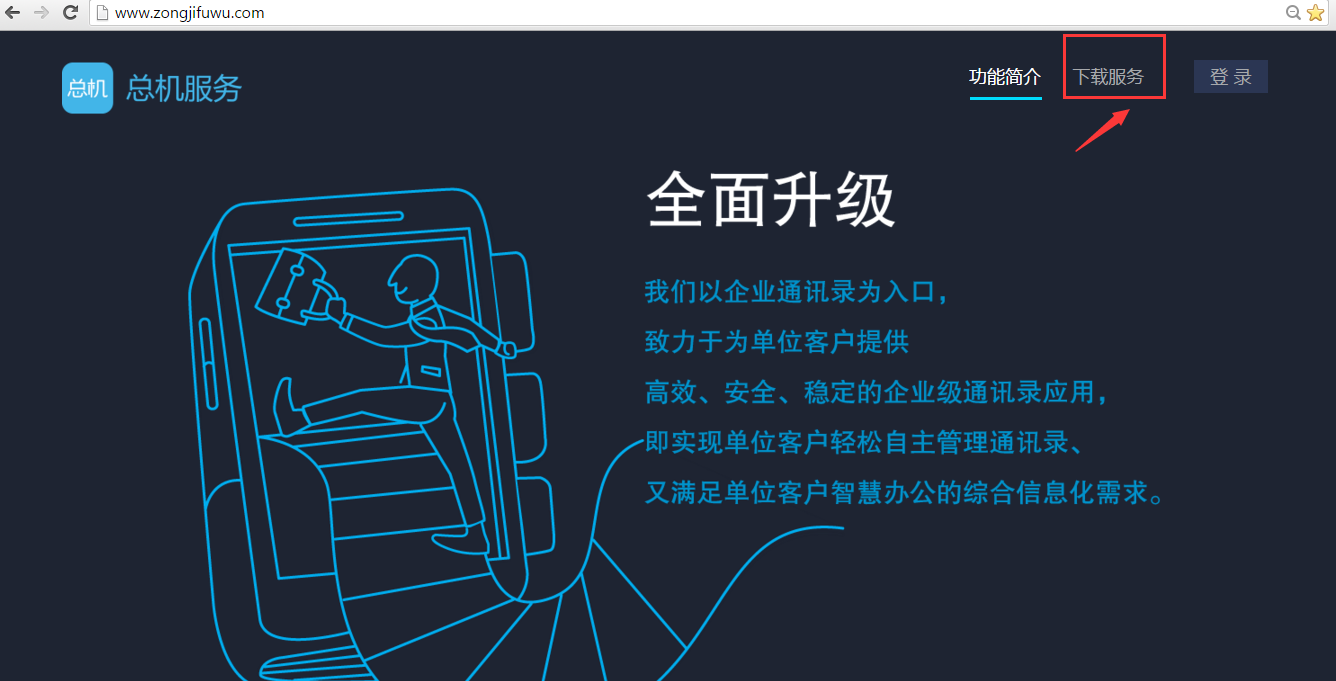 www.zongjifuwu.com
总机 总机服务 功能简介 下载服务 登 录
全面升级
我们以企业通讯录为入口，
致力于为单位客户提供
高效、安全、稳定的企业级通讯录应用，
即实现单位客户轻松自主管理通讯录、
又满足单位客户智慧办公的综合信息化需求。